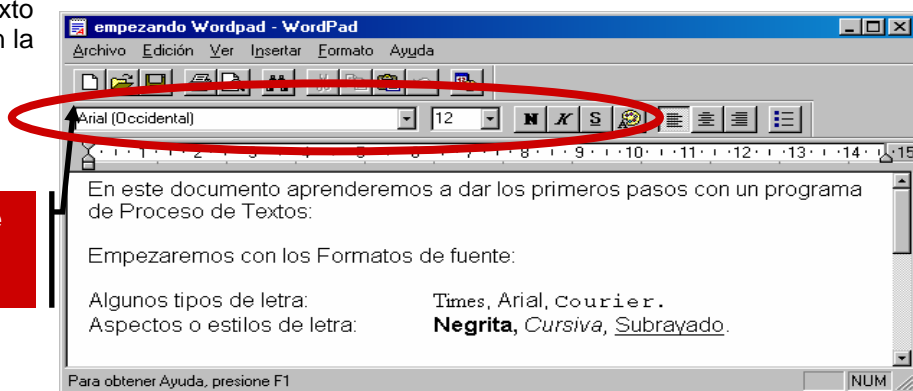 xto
n la
empezando Wordpad - WordPad
Archivo Edición Ver Insertar Formato Ayuda
Arial (Occidental) 12 N K S
1 2 3 4 5 6 7 8 9 10 11 12 13 14 15
En este documento aprenderemos a dar los primeros pasos con un programa
de Proceso de Textos:
Empezaremos con los Formatos de fuente:
Algunos tipos de letra: Times, Arial, Courier.
Aspectos o estilos de letra: Negrita, Cursiva, Subrayado.
e
Para obtener Ayuda, presione F1 NUM